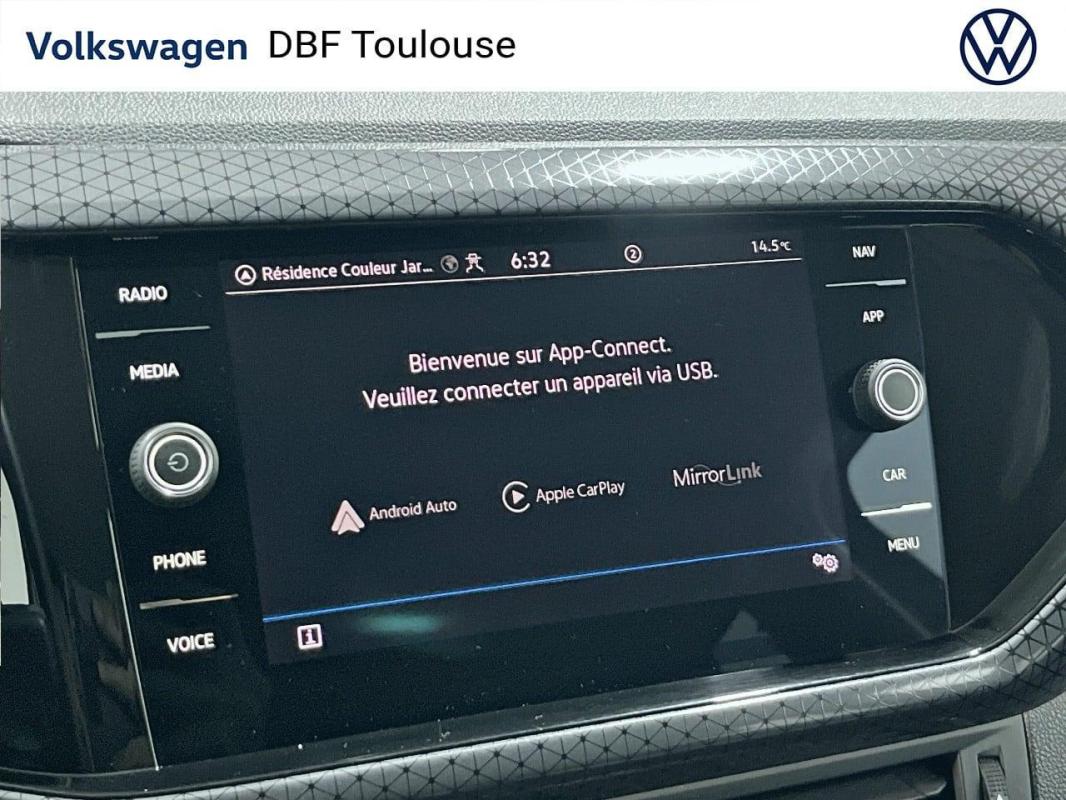 Volkswagen DBF Toulouse
RADIO
MEDIA
PHONE
VOICE
Résidence Couleur Jar... 6:32 2 14.5°C
Bienvenue sur App-Connect.
Veuillez connecter un appareil via USB.
Android Auto Apple CarPlay MirrorLink
i
NAV
APP
CAR
MENU